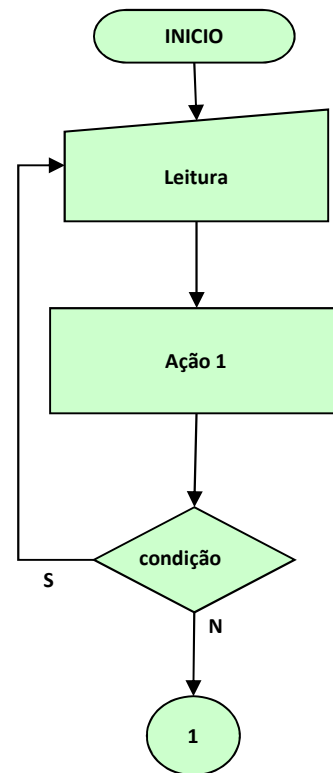 INICIO
Leitura
Ação 1
condição
S
N
1